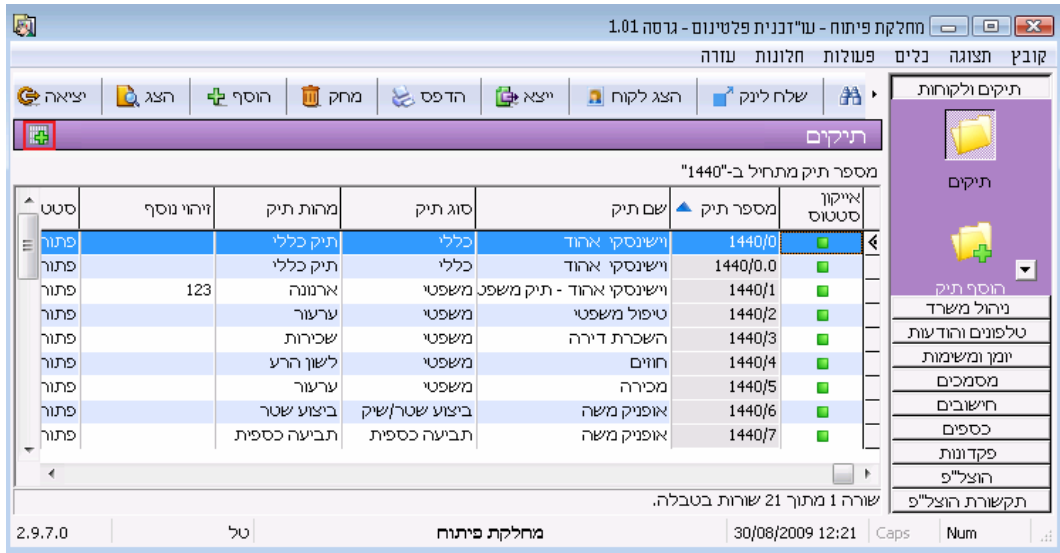 מחלקת פיתוח - עו"דכנית פלטינום - גרסה 1.01
קובץ תצוגה כלים פעולות חלונות עזרה
שלח לינק הצג לקוח ייצא הדפס מחק הוסף הצג יציאה
תיקים ולקוחות
תיקים
הוסף תיק
ניהול משרד
טלפונים והודעות
יומן ומשימות
מסמכים
חישובים
כספים
פקדונות
הוצל"פ
תקשורת הוצל"פ
תיקים
מספר תיק מתחיל ב-"1440"
אייקון סטטוס מספר תיק שם תיק סוג תיק מהות תיק זיהוי נוסף סטט
1440/0 וישינסקי אהוד כללי תיק כללי פתוח
1440/0.0 וישינסקי אהוד כללי תיק כללי פתוח
1440/1 וישינסקי אהוד - תיק משפט משפטי ארנונה 123 פתוח
1440/2 טיפול משפטי משפטי ערעור פתוח
1440/3 השכרת דירה משפטי שכירות פתוח
1440/4 חוזים משפטי לשון הרע פתוח
1440/5 מכירה משפטי ערעור פתוח
1440/6 אופניק משה ביצוע שטר/שיק ביצוע שטר פתוח
1440/7 אופניק משה תביעה כספית תביעה כספית פתוח
שורה 1 מתוך 21 שורות בטבלה.
2.9.7.0 טל מחלקת פיתוח 30/08/2009 12:21 Caps Num